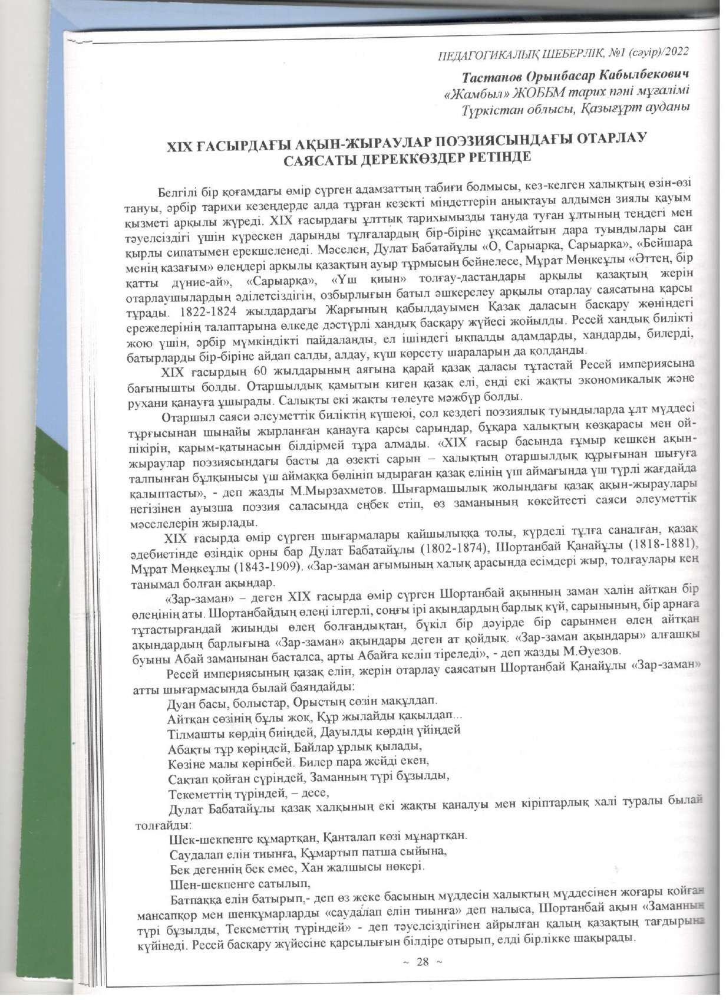 ПЕДАГОГИКАЛЫҚ ШЕБЕРЛІК, №1 (сәуір)/2022
Тастанов Орынбасар Кабылбекович
«Жамбыл» ЖОББМ тарих пәні мұғалімі
Түркістан облысы, Қазығұрт ауданы
XIX ҒАСЫРДАҒЫ АҚЫН-ЖЫРАУЛАР ПОЭЗИЯСЫНДАҒЫ ОТАРЛАУ
САЯСАТЫ ДЕРЕККӨЗДЕР РЕТІНДЕ
Белгілі бір қоғамдағы өмір сүрген адамзаттың табиғи болмысы, кез-келген халықтың өзін-өзі
тануы, әрбір тарихи кезеңдерде алда тұрған кезекті міндеттерін анықтауы алдымен зиялы қауым
қызметі арқылы жүреді. XIX ғасырдағы ұлттық тарихымызды тануда туған ұлтының теңдегі мен
тәуелсіздігі үшін күрескен дарынды тұлғалардың бір-біріне ұқсамайтын дара туындылары сан
қырлы сипатымен ерекшеленеді. Мәселен, Дулат Бабатайұлы «О, Сарыарқа, Сарыарқа», «Бейшара
менің казағым» өлеңдері арқылы қазақтың ауыр тұрмысын бейнелесе, Мұрат Мөңкеұлы «Әттең, бір
қатты дүние-ай», «Сарыарқа», «Үш қиын» толғау-дастандары арқылы қазақтың жерін
отарлаушылардың әділетсіздігін, озбырлығын батыл әшкерелеу арқылы отарлау саясатына қарсы
тұрады. 1822-1824 жылдардағы Жарғының қабылдауымен Қазақ даласын басқару жөніндегі
ережелерінің талаптарына өлкеде дәстүрлі хандық басқару жүйесі жойылды. Ресей хандық билікті
жою үшін, әрбір мүмкіндікті пайдаланды, ел ішіндегі ықпалды адамдарды, хандарды, билерді,
батырларды бір-біріне айдап салды, алдау, күш көрсету шараларын да қолданды.
XIX ғасырдың 60 жылдарының аяғына қарай қазақ даласы тұтастай Ресей империясына
бағынышты болды. Отаршылдық қамытын киген қазақ елі, енді екі жақты экономикалық және
рухани қанауға ұшырады. Салықты екі жақты төлеуге мәжбүр болды.
Отаршыл саяси әлеуметтік биліктің күшеюі, сол кездегі поэзиялық туындыларда ұлт мүддесі
тұрғысынан шынайы жырланған қанауға қарсы сарындар, бұқара халықтың көзқарасы мен ой-
пікірін, қарым-қатынасын білдірмей тұра алмады. «XIX ғасыр басында ғұмыр кешкен ақын-
жыраулар поэзиясындағы басты да өзекті сарын – халықтың отаршылдық құрығынан шығуға
талпынған бұлқынысы үш аймаққа бөлініп ыдыраған қазақ елінің үш аймағында үш түрлі жағдайда
қалыптасты», - деп жазды М.Мырзахметов. Шығармашылық жолындағы қазақ ақын-жыраулары
негізінен ауызша поэзия саласында еңбек етіп, өз заманының көкейтесті саяси әлеуметтік
мәселелерін жырлады.
XIX ғасырда өмір сүрген шығармалары қайшылыққа толы, күрделі тұлға саналған, қазақ
әдебиетінде өзіндік орны бар Дулат Бабатайұлы (1802-1874), Шортанбай Қанайұлы (1818-1881),
Мұрат Мөңкеұлы (1843-1909). «Зар-заман ағымының халық арасында есімдері жыр, толғаулары кең
танымал болған ақындар.
«Зар-заман» – деген XIX ғасырда өмір сүрген Шортанбай ақынның заман халін айтқан бір
өлеңінің аты. Шортанбайдың өлеңі ілгерлі, соңғы ірі ақындардың барлық күй, сарынының, бір арнаға
тұтастырғандай жиынды өлең болғандықтан, бүкіл бір дәуірде бір сарынмен өлең айтқан
ақындардың барлығына «Зар-заман» ақындары деген ат қойдық. «Зар-заман ақындары» алғашқы
буыны Абай заманынан басталса, арты Абайға келіп тіреледі», - деп жазды М.Әуезов.
Ресей империясының қазақ елін, жерін отарлау саясатын Шортанбай Қанайұлы «Зар-заман»
атты шығармасында былай баяндайды:
Дуан басы, болыстар, Орыстың сөзін мақұлдап.
Айтқан сөзінің бұлы жоқ, Құр жылайды қақылдап...
Тілмашты көрдің биіңдей, Дауылды көрдің үйіңдей
Абақты тұр көріңдей, Байлар ұрлық қылады,
Көзіне малы көрінбей. Билер пара жейді екен,
Сақтап қойған сүріндей, Заманның түрі бұзылды,
Текеметтің түріндей, – десе,
Дулат Бабатайұлы қазақ халқының екі жақты қаналуы мен кіріптарлық халі туралы былай
толғайды:
Шек-шекпенге құмартқан, Қанталап көзі мұнартқан.
Саудалап елін тиынға, Құмартып патша сыйына,
Бек дегеннің бек емес, Хан жалшысы нөкері.
Шен-шекпенге сатылып,
Батпаққа елін батырып,- деп өз жеке басының мүддесін халықтың мүддесінен жоғары қойған
мансапқор мен шенқұмарларды «саудалап елін тиынға» деп налыса, Шортанбай ақын «Заманның
түрі бұзылды, Текеметтің түріндей» - деп тәуелсіздігінен айрылған қалың қазақтың тағдырына
күйінеді. Ресей басқару жүйесіне қарсылығын білдіре отырып, елді бірлікке шақырады.
~ 28 ~